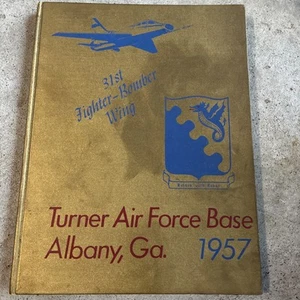 31st
Fighter-Bomber
Wing
Turner Air Force Base
Albany, Ga. 1957